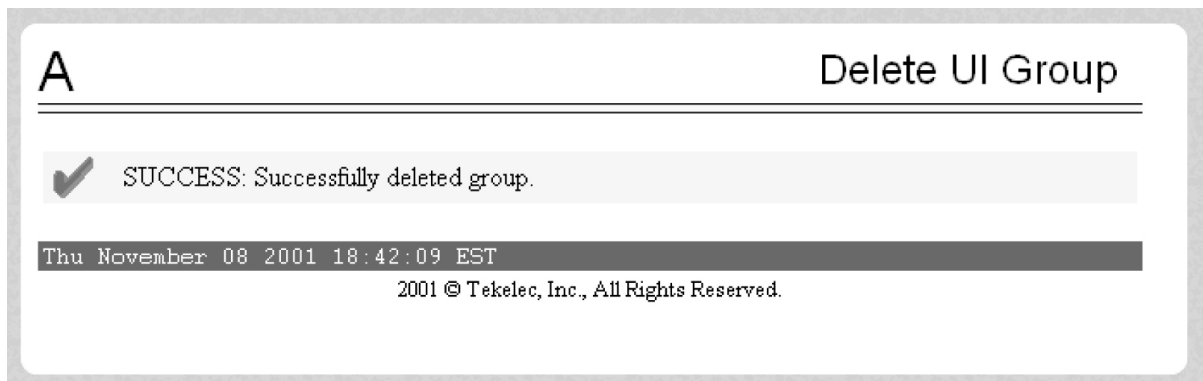 A Delete UI Group
SUCCESS: Successfully deleted group.
Thu November 08 2001 18:42:09 EST
2001 © Tekelec, Inc., All Rights Reserved.